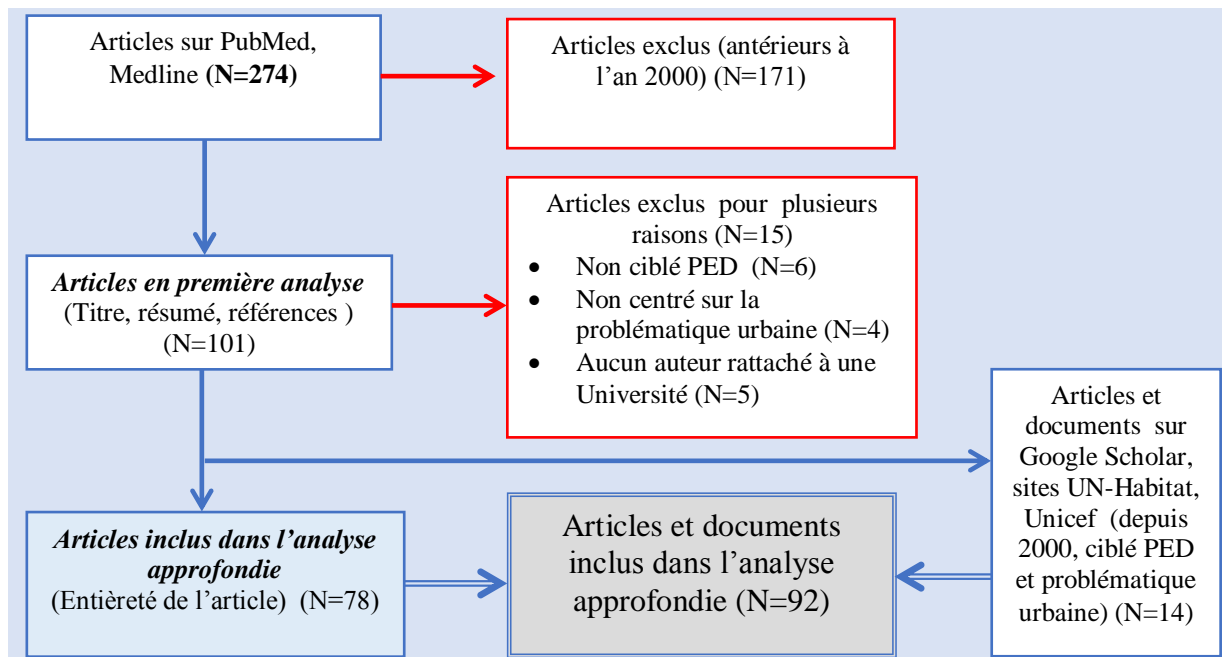 Articles sur PubMed,
Medline (N=274)
Articles exclus (antérieurs à
l'an 2000) (N=171)
Articles en première analyse
(Titre, résumé, références )
(N=101)
Articles exclus pour plusieurs
raisons (N=15)
• Non ciblé PED (N=6)
• Non centré sur la
problématique urbaine (N=4)
• Aucun auteur rattaché à une
Université (N=5)
Articles et
documents sur
Google Scholar,
sites UN-Habitat,
Unicef (depuis
2000, ciblé PED
et problématique
urbaine) (N=14)
Articles inclus dans l'analyse
approfondie
(Entièreté de l'article) (N=78)
Articles et documents
inclus dans l'analyse
approfondie (N=92)